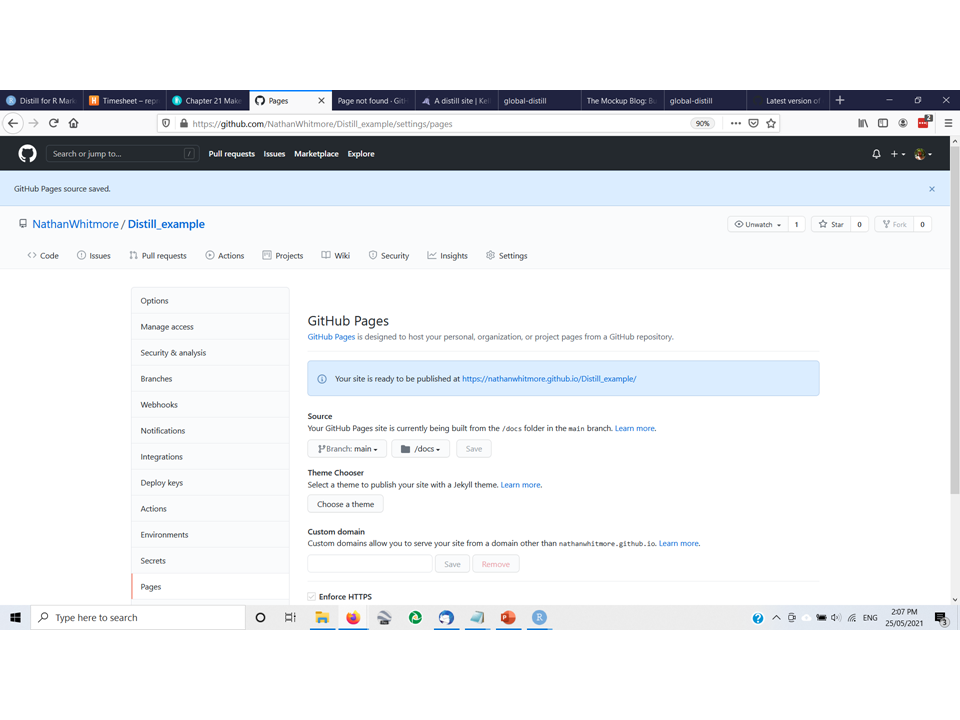 Distill for R Mark
Timesheet – rep
Chapter 21 Make
Pages
Page not found · GitH
A distill site | Kel
global-distill
The Mockup Blog: Bu
global-distill
Latest version of
https://github.com/NathanWhitmore/Distill_example/settings/pages
90%
2
Search or jump to...
/
Pull requests Issues Marketplace Explore
GitHub Pages source saved.
NathanWhitmore / Distill_example
Unwatch 1 Star 0 Fork 0
Code Issues Pull requests Actions Projects Wiki Security Insights Settings
Options
Manage access
Security & analysis
Branches
Webhooks
Notifications
Integrations
Deploy keys
Actions
Environments
Secrets
Pages
GitHub Pages
GitHub Pages is designed to host your personal, organization, or project pages from a GitHub repository.
Your site is ready to be published at https://nathanwhitmore.github.io/Distill_example/
Source
Your GitHub Pages site is currently being built from the /docs folder in the main branch. Learn more.
Branch: main /docs Save
Theme Chooser
Select a theme to publish your site with a Jekyll theme. Learn more.
Choose a theme
Custom domain
Custom domains allow you to serve your site from a domain other than nathanwhitmore.github.io. Learn more.
Save Remove
Enforce HTTPS
Type here to search
ENG
2:07 PM
25/05/2021
3